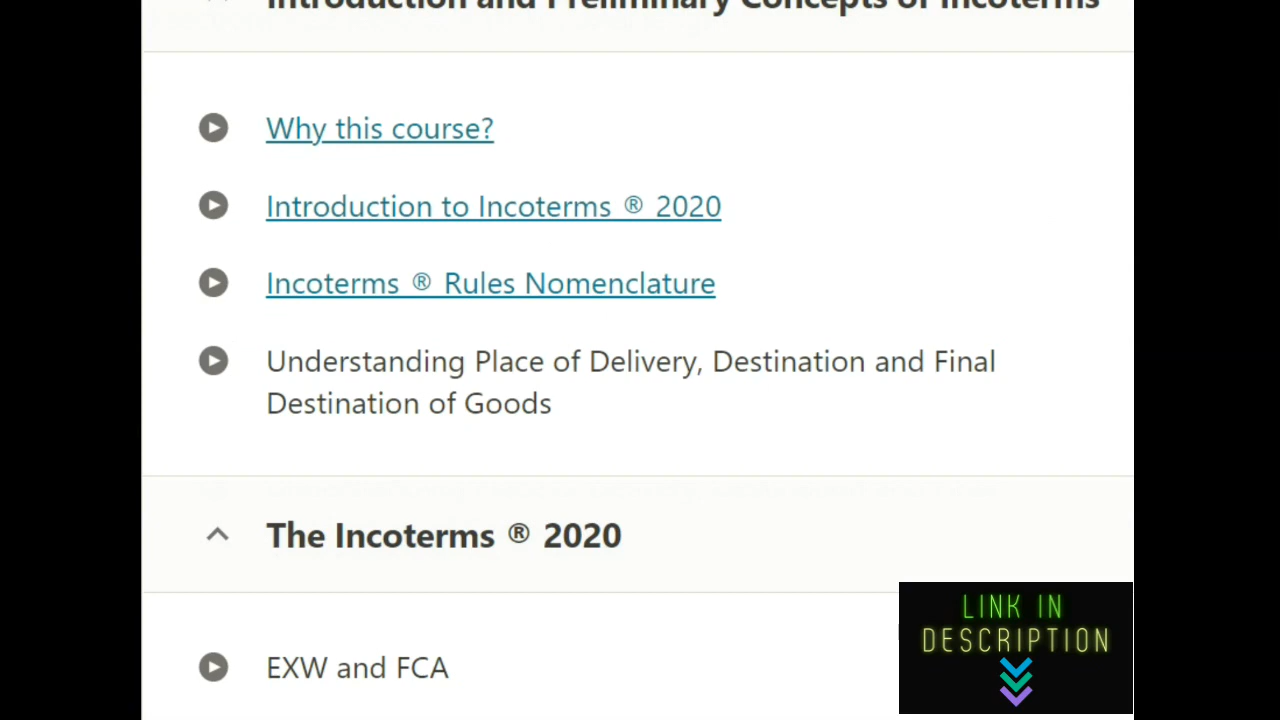 Introduction and Preliminary Concepts of Incoterms
Why this course?
Introduction to Incoterms ® 2020
Incoterms ® Rules Nomenclature
Understanding Place of Delivery, Destination and Final
Destination of Goods
The Incoterms ® 2020
EXW and FCA
LINK IN
DESCRIPTION